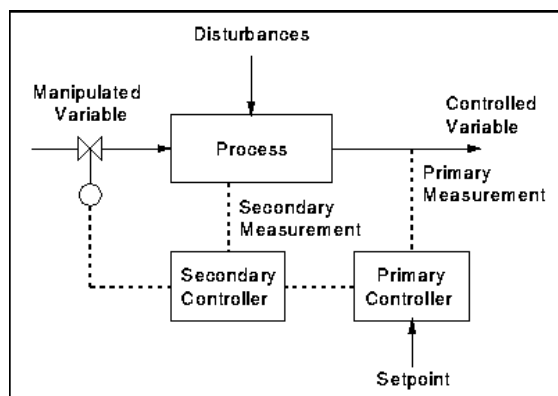 Disturbances
Manipulated
Variable
Controlled
Variable
Process
Primary
Measurement
Secondary
Measurement
Secondary
Controller
Primary
Controller
Setpoint